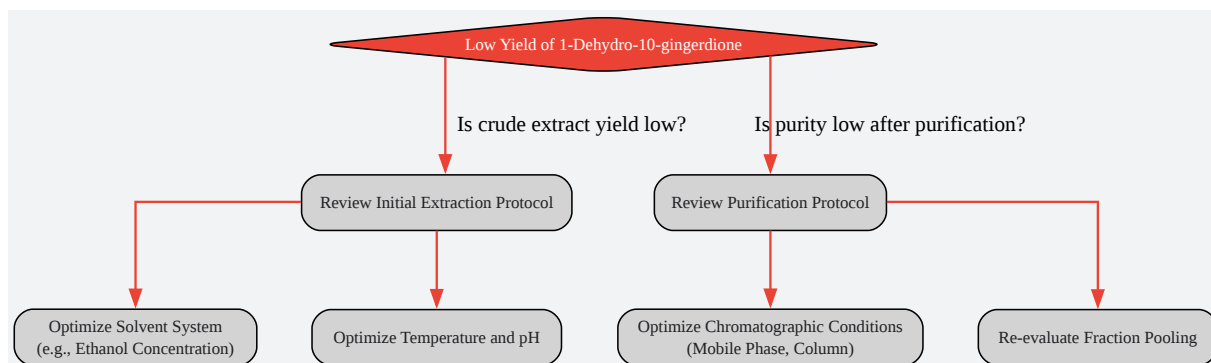 Low Yield of 1-Dehydro-10-gingerdione
Is crude extract yield low?
Is purity low after purification?
Review Initial Extraction Protocol
Review Purification Protocol
Optimize Solvent System
(e.g., Ethanol Concentration)
Optimize Temperature and pH
Optimize Chromatographic Conditions
(Mobile Phase, Column)
Re-evaluate Fraction Pooling